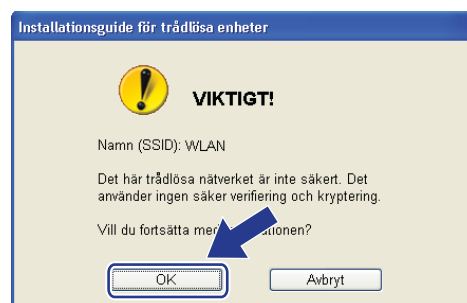 Installationsguide för trådlösa enheter
VIKTIGT!
Namn (SSID): WLAN
Det här trådlösa nätverket är inte säkert. Det
använder ingen säker verifiering och kryptering.
Vill du fortsätta
OK
Avbryt